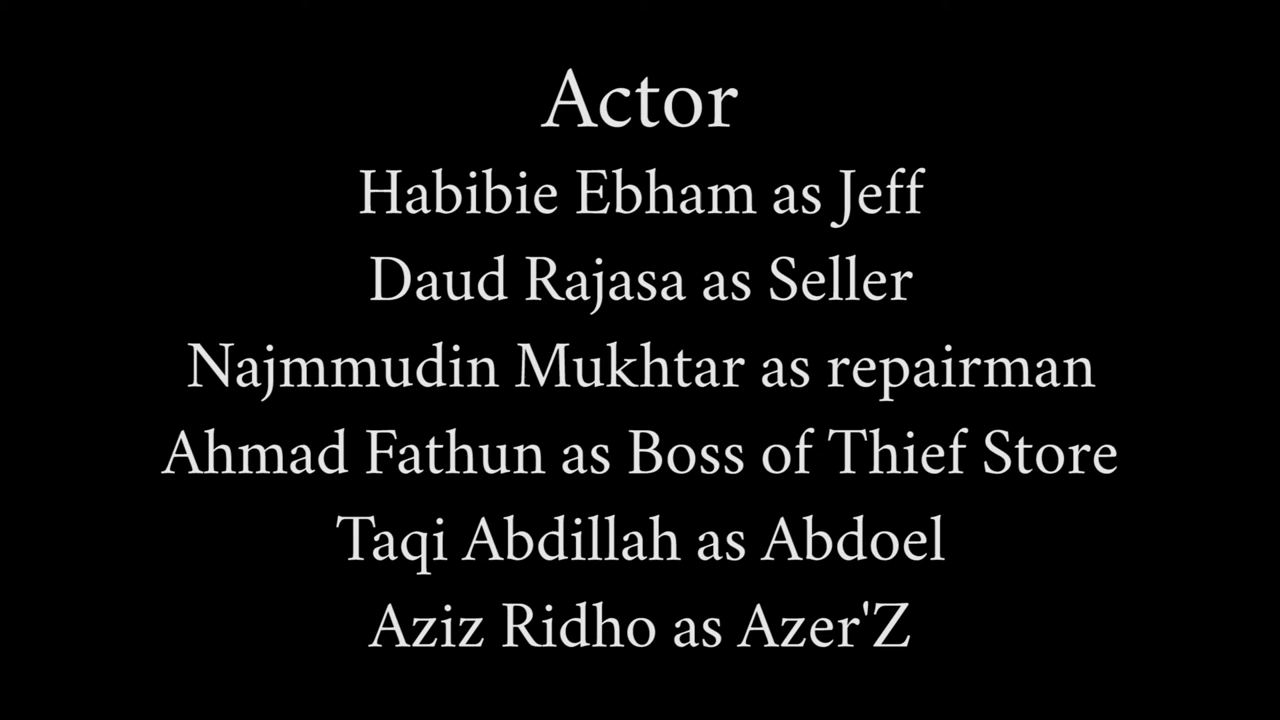 Actor
Habibie Ebham as Jeff
Daud Rajasa as Seller
Najmmudin Mukhtar as repairman
Ahmad Fathun as Boss of Thief Store
Taqi Abdillah as Abdoel
Aziz Ridho as Azer'Z